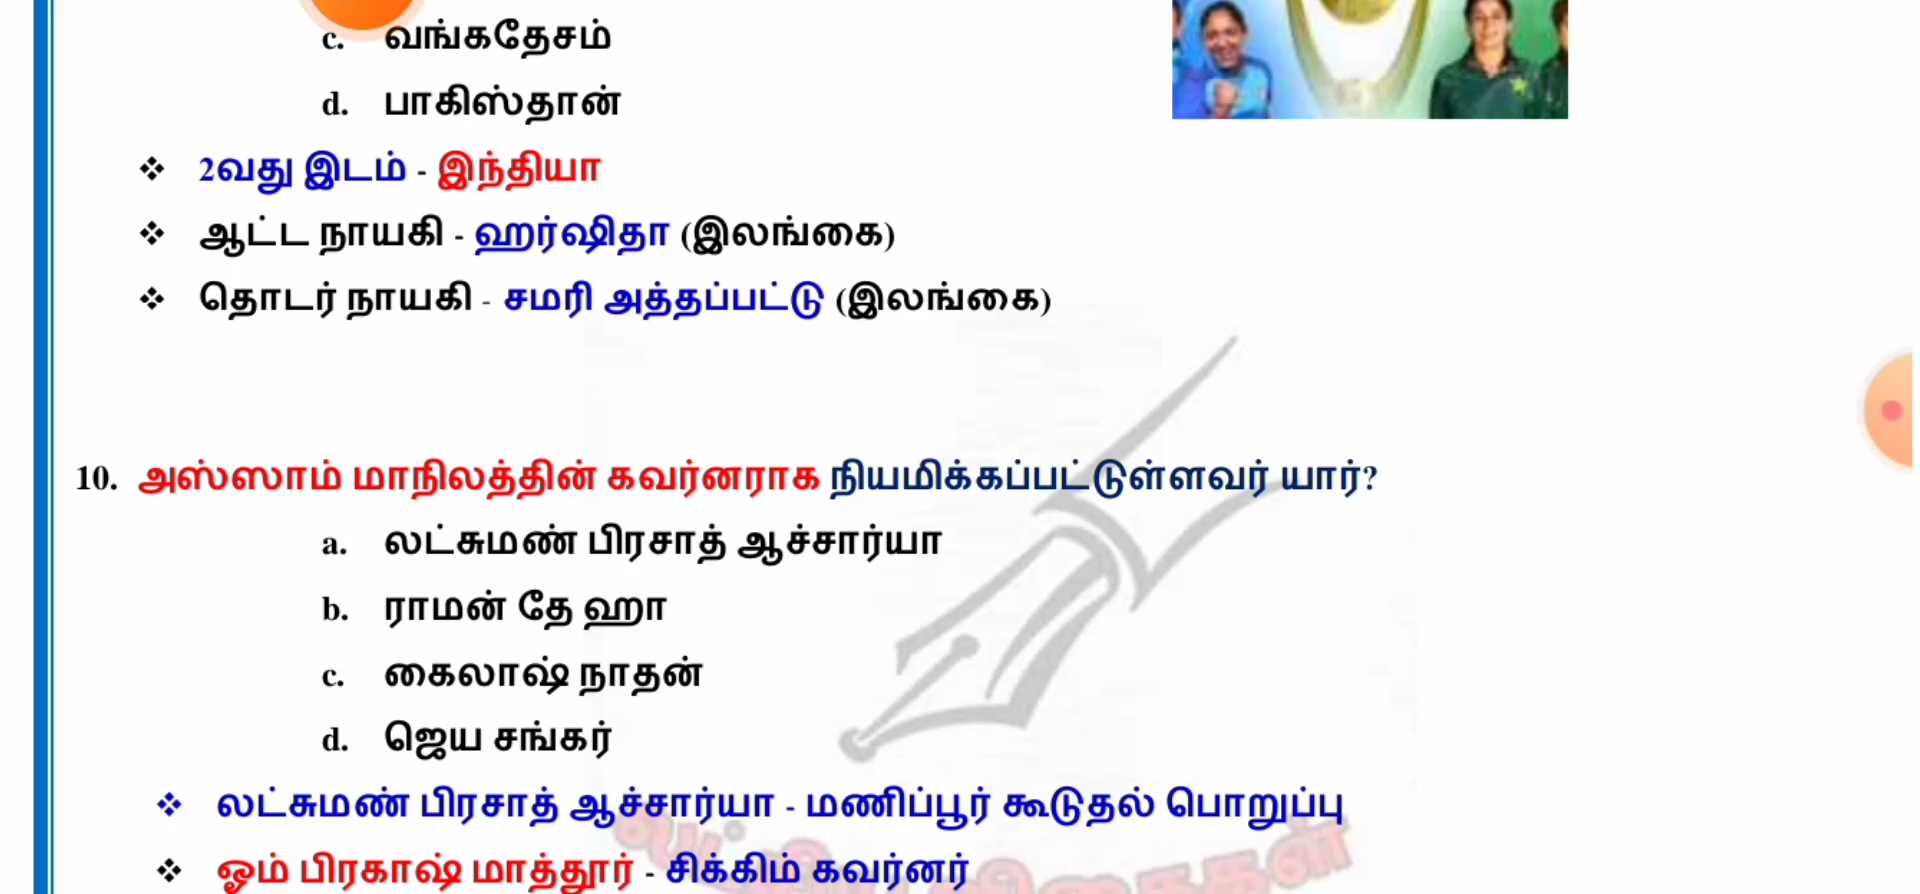 c. வங்கதேசம்
d. பாகிஸ்தான்
❖ 2வது இடம் - இந்தியா
❖ ஆட்ட நாயகி - ஹர்ஷிதா (இலங்கை)
❖ தொடர் நாயகி - சமரி அத்தப்பட்டு (இலங்கை)
10. அஸ்ஸாம் மாநிலத்தின் கவர்னராக நியமிக்கப்பட்டுள்ளவர் யார்?
a. லட்சுமண் பிரசாத் ஆச்சார்யா
b. ராமன் தே ஹா
c. கைலாஷ் நாதன்
d. ஜெய சங்கர்
❖ லட்சுமண் பிரசாத் ஆச்சார்யா - மணிப்பூர் கூடுதல் பொறுப்பு
❖ ஓம் பிரகாஷ் மாத்தூர் - சிக்கிம் கவர்னர்